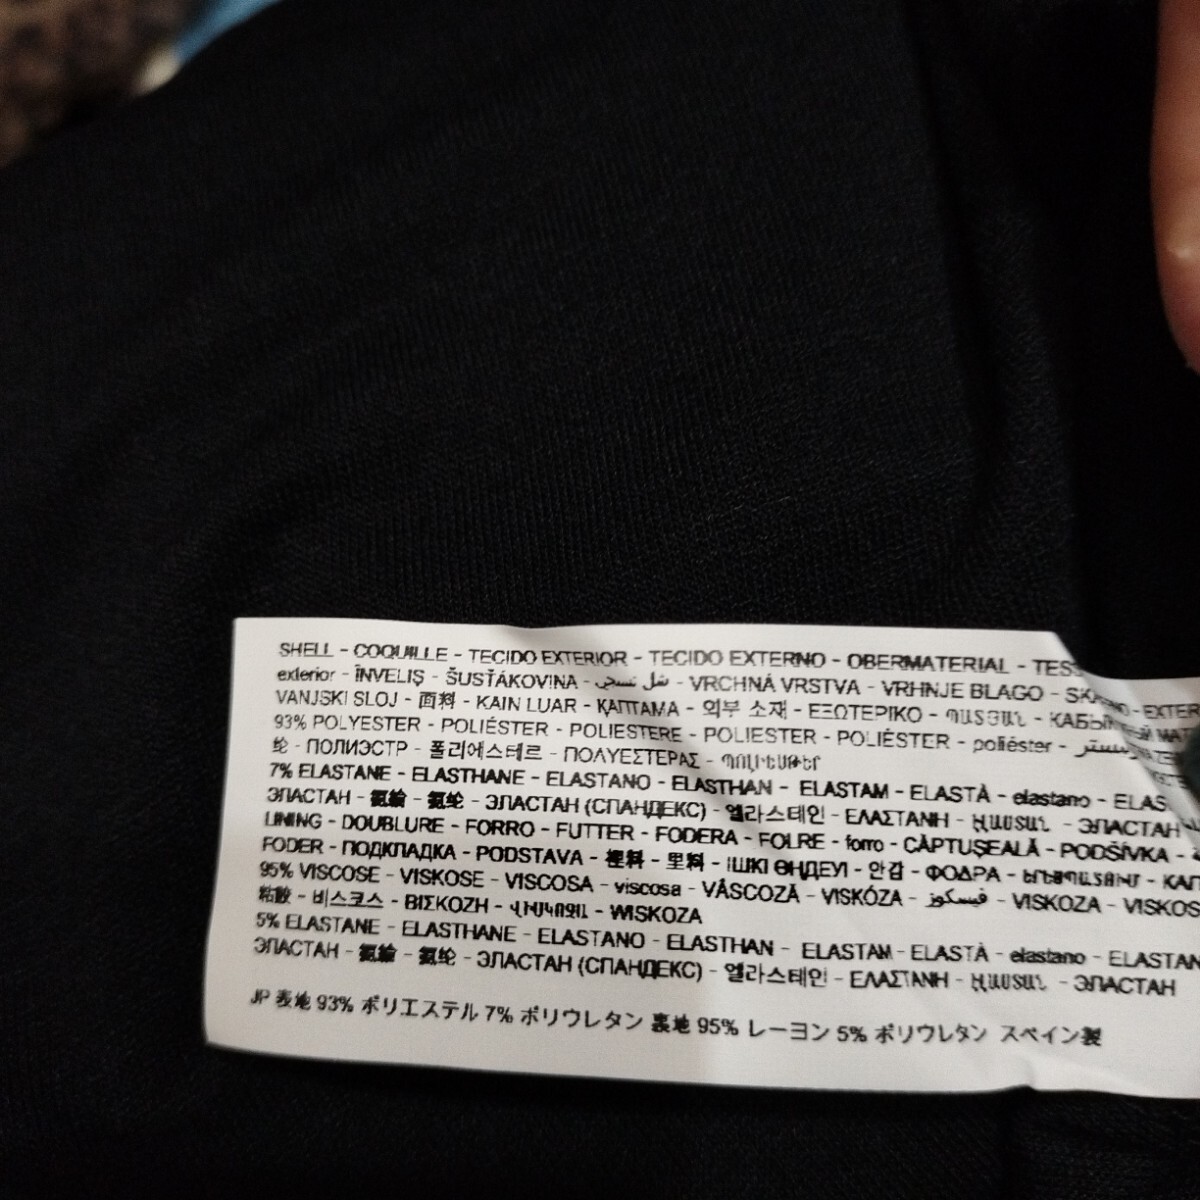 SHELL - COQUILLE - TECIDO EXTERIOR - TECIDO EXTERNO - OBERMATERIAL -
exterior - ÎNVELIŞ - ŠUSŤÁKOVINA - - VRCHNÁ VRSTVA - VRHNJE BLAGO -
VANJSKI SLOJ - 面料 - KAIN LUAR - ҚАПТАМА - 외부 소재 - ΕΞΩΤΕΡΙΚΟ -
93% POLYESTER - POLIÉSTER - POLIESTERE - POLIESTER - POLIÈSTER - poliéster -
纶 - ПОЛИЭСТР - 폴리에스테르 - ΠΟΛΥΕΣΤΕΡΑΣ - ՊՈԼԻԵՍԹԵՐ
7% ELASTANE - ELASTHANE - ELASTANO - ELASTHAN - ELASTAM - ELASTÀ - elastano -
ЭЛАСТАН - 氨綸 - 氨纶 - ЭЛАСТАН (СПАНДЕКС) - 엘라스테인 - ΕΛΑΣΤΑΝΗ - - ЭЛАСТАН
LINING - DOUBLURE - FORRO - FUTTER - FODERA - FOLRE - forro - CĂPTUŞEALĂ - PODŠÍVKA -
FODER - ПОДКЛАДКА - PODSTAVA - 裡料 - 里料 - ІШКІ ӨҢДЕУІ - 안감 - ΦΟΔΡΑ -
95% VISCOSE - VISKOSE - VISCOSA - viscosa - VÂSCOZĂ - VISKÓZA - فيسكوز - VISKOZA -
비스코스 - ΒΙΣΚΟΖΗ - ՎԻՍԿՈԶԱ - WISKOZA
5% ELASTANE - ELASTHANE - ELASTANO - ELASTHAN - ELASTAM - ELASTÀ - elastano -
ЭЛАСТАН - 氨綸 - 氨纶 - ЭЛАСТАН (СПАНДЕКС) - 엘라스테인 - ΕΛΑΣΤΑΝΗ - - ЭЛАСТАН
JP 表地 93% ポリエステル 7% ポリウレタン 裏地 95% レーヨン 5% ポリウレタン スペイン製